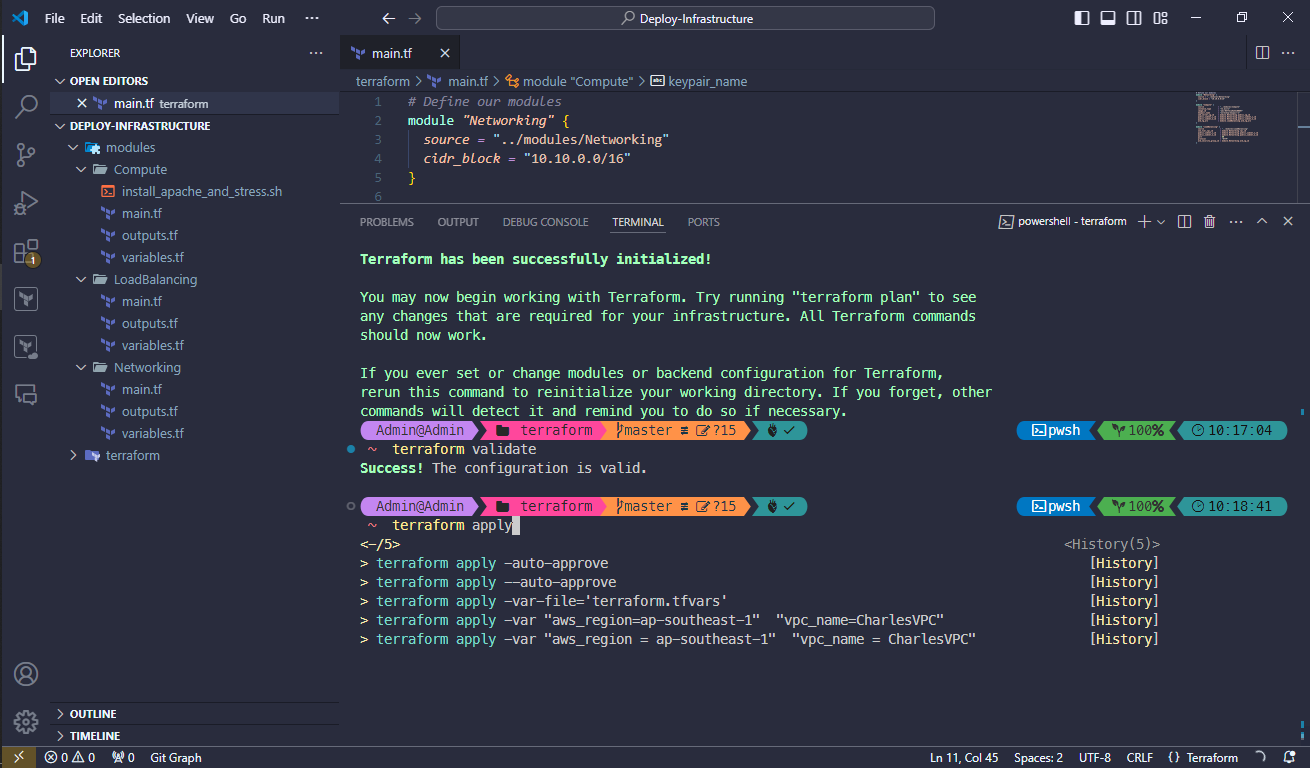 File Edit Selection View Go Run ···
Deploy-Infrastructure
EXPLORER
OPEN EDITORS
main.tf terraform
DEPLOY-INFRASTRUCTURE
modules
Compute
install_apache_and_stress.sh
main.tf
outputs.tf
variables.tf
LoadBalancing
main.tf
outputs.tf
variables.tf
Networking
main.tf
outputs.tf
variables.tf
terraform
OUTLINE
TIMELINE
1
main.tf
terraform > main.tf > module "Compute" > keypair_name
1 # Define our modules
2 module "Networking" {
3 source = "../modules/Networking"
4 cidr_block = "10.10.0.0/16"
5 }
6
PROBLEMS OUTPUT DEBUG CONSOLE TERMINAL PORTS
powershell - terraform
Terraform has been successfully initialized!
You may now begin working with Terraform. Try running "terraform plan" to see
any changes that are required for your infrastructure. All Terraform commands
should now work.
If you ever set or change modules or backend configuration for Terraform,
rerun this command to reinitialize your working directory. If you forget, other
commands will detect it and remind you to do so if necessary.
Admin@Admin terraform master ≢ ?15 ✓ pwsh 100% 10:17:04
~ terraform validate
Success! The configuration is valid.
Admin@Admin terraform master ≢ ?15 ✓ pwsh 100% 10:18:41
~ terraform apply
<-/5> <History(5)>
> terraform apply -auto-approve [History]
> terraform apply --auto-approve [History]
> terraform apply -var-file='terraform.tfvars' [History]
> terraform apply -var "aws_region=ap-southeast-1" "vpc_name=CharlesVPC" [History]
> terraform apply -var "aws_region = ap-southeast-1" "vpc_name = CharlesVPC" [History]
0 0 0 Git Graph Ln 11, Col 45 Spaces: 2 UTF-8 CRLF {} Terraform